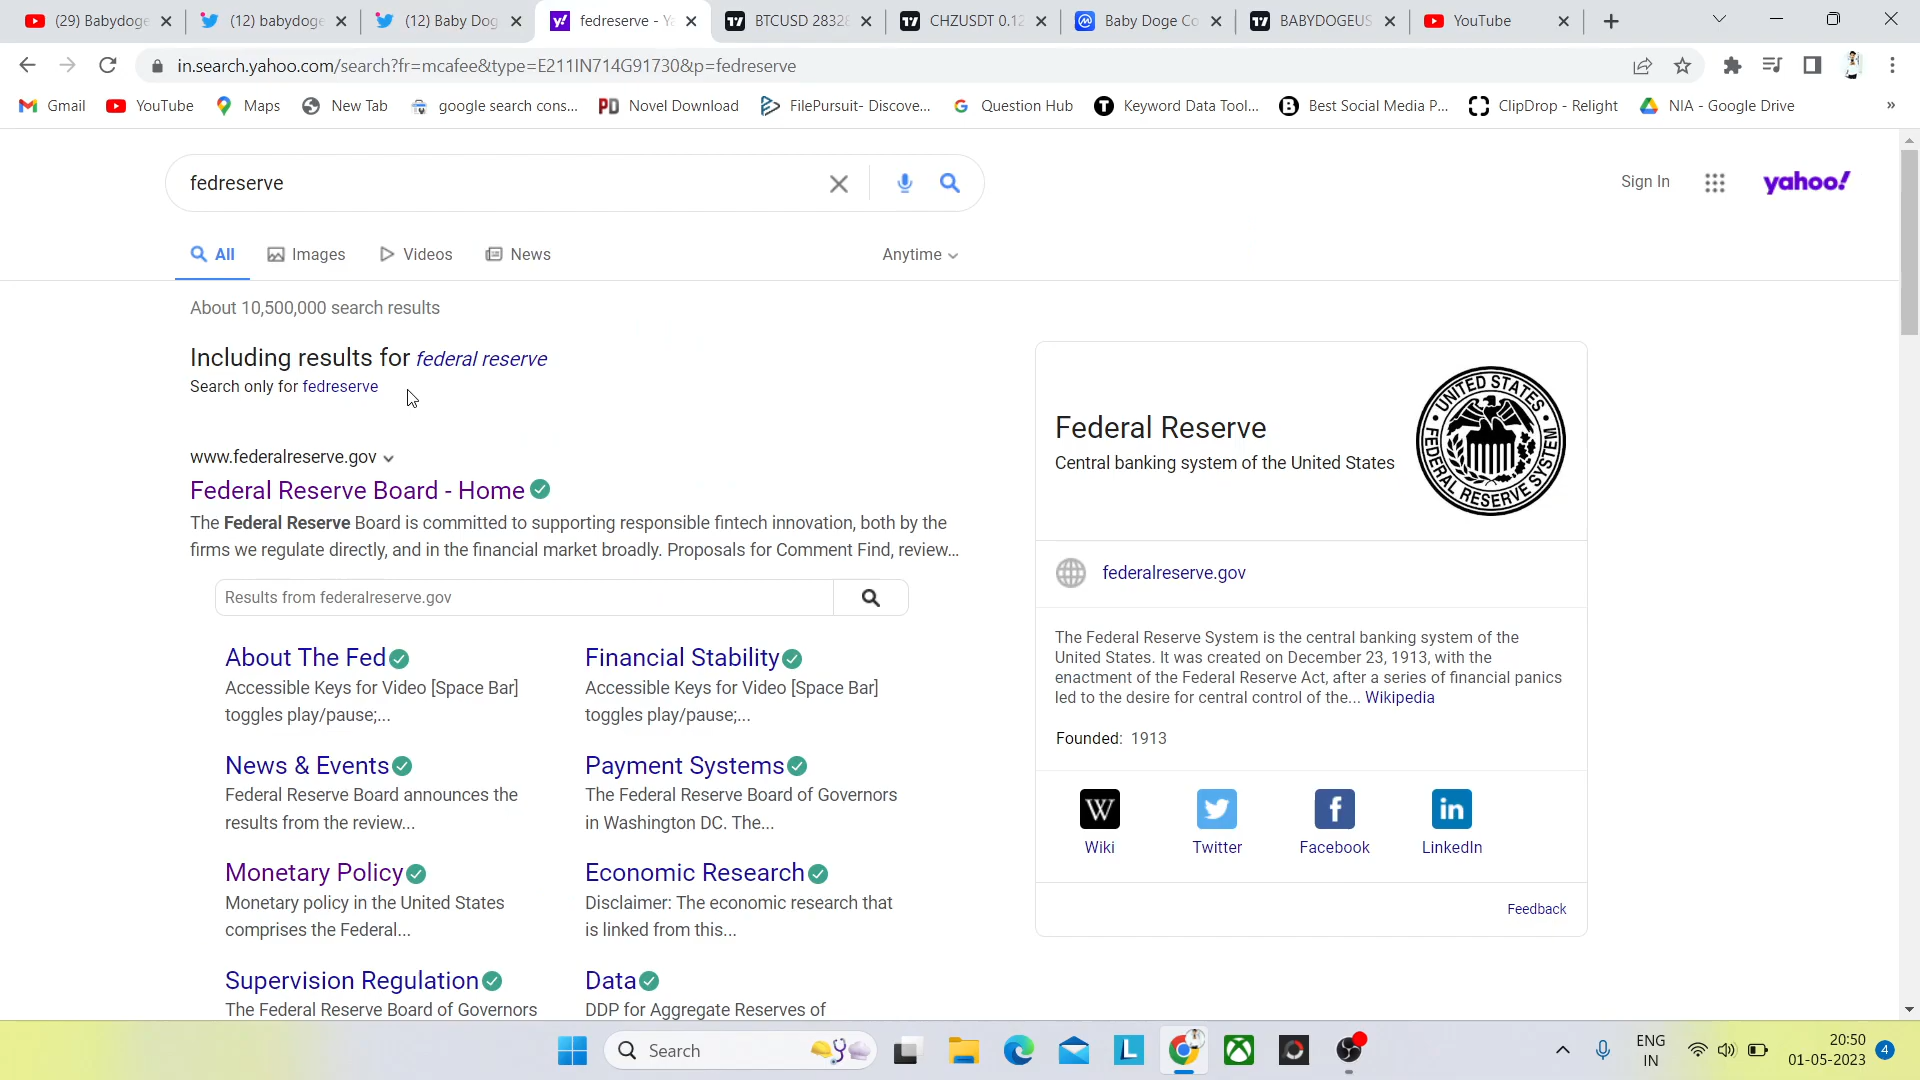 (29) Babydoge
(12) babydoge
(12) Baby Dog
fedreserve - Ya
BTCUSD 28328
CHZUSDT 0.12
Baby Doge Co
BABYDOGEUS
YouTube
in.search.yahoo.com/search?fr=mcafee&type=E211IN714G91730&p=fedreserve
Gmail
YouTube
Maps
New Tab
google search cons...
Novel Download
FilePursuit- Discove...
Question Hub
Keyword Data Tool...
Best Social Media P...
ClipDrop - Relight
NIA - Google Drive
»
fedreserve
Sign In
yahoo!
All
Images
Videos
News
Anytime
About 10,500,000 search results
Including results for federal reserve
Search only for fedreserve
www.federalreserve.gov
Federal Reserve Board - Home
The Federal Reserve Board is committed to supporting responsible fintech innovation, both by the
firms we regulate directly, and in the financial market broadly. Proposals for Comment Find, review...
Results from federalreserve.gov
About The Fed
Accessible Keys for Video [Space Bar]
toggles play/pause;...
Financial Stability
Accessible Keys for Video [Space Bar]
toggles play/pause;...
News & Events
Federal Reserve Board announces the
results from the review...
Payment Systems
The Federal Reserve Board of Governors
in Washington DC. The...
Monetary Policy
Monetary policy in the United States
comprises the Federal...
Economic Research
Disclaimer: The economic research that
is linked from this...
Supervision Regulation
The Federal Reserve Board of Governors
Data
DDP for Aggregate Reserves of
Federal Reserve
Central banking system of the United States
UNITED STATES
FEDERAL RESERVE SYSTEM
federalreserve.gov
The Federal Reserve System is the central banking system of the
United States. It was created on December 23, 1913, with the
enactment of the Federal Reserve Act, after a series of financial panics
led to the desire for central control of the... Wikipedia
Founded: 1913
Wiki
Twitter
Facebook
LinkedIn
Feedback
Search
ENG
IN
20:50
01-05-2023
4